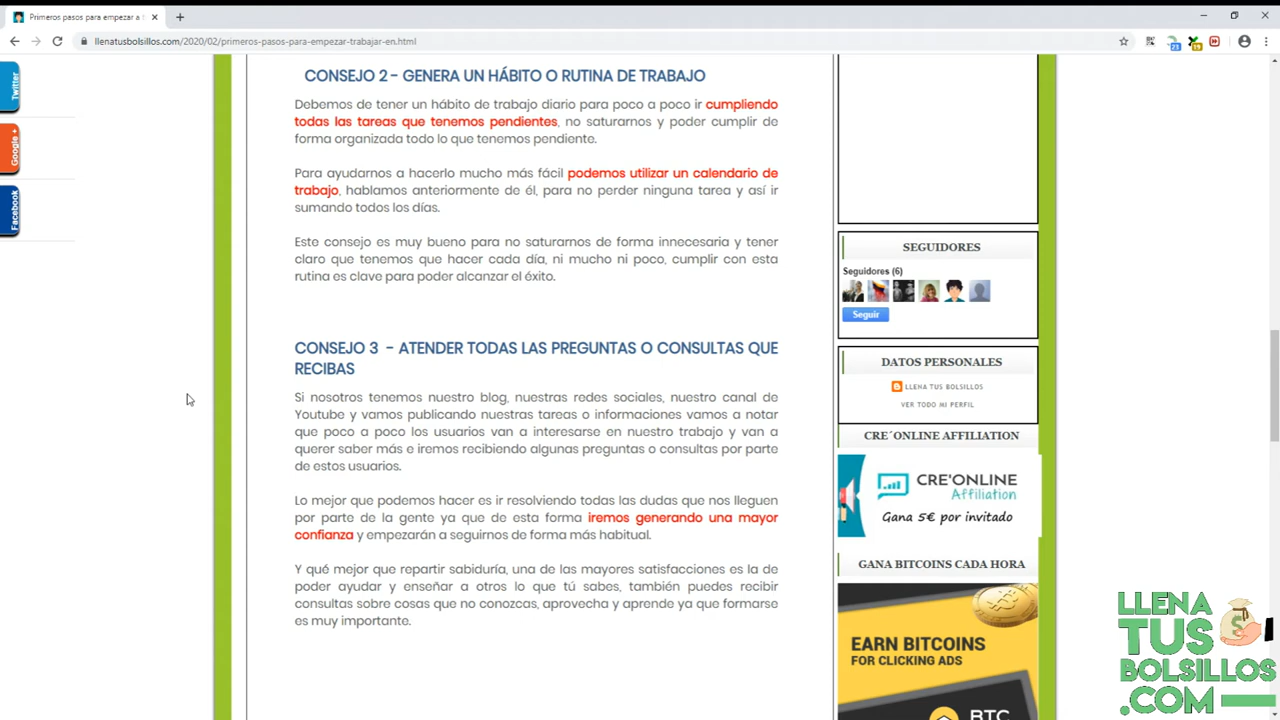 Primeros pasos para empezar a
llenatusbolsillos.com/2020/02/primeros-pasos-para-empezar-trabajar-en.html
23
19
Twitter
Google +
Facebook
CONSEJO 2 - GENERA UN HÁBITO O RUTINA DE TRABAJO
Debemos de tener un hábito de trabajo diario para poco a poco ir cumpliendo
todas las tareas que tenemos pendientes, no saturarnos y poder cumplir de
forma organizada todo lo que tenemos pendiente.
Para ayudarnos a hacerlo mucho más fácil podemos utilizar un calendario de
trabajo, hablamos anteriormente de él, para no perder ninguna tarea y así ir
sumando todos los días.
Este consejo es muy bueno para no saturarnos de forma innecesaria y tener
claro que tenemos que hacer cada día, ni mucho ni poco, cumplir con esta
rutina es clave para poder alcanzar el éxito.
CONSEJO 3 - ATENDER TODAS LAS PREGUNTAS O CONSULTAS QUE
RECIBAS
Si nosotros tenemos nuestro blog, nuestras redes sociales, nuestro canal de
Youtube y vamos publicando nuestras tareas o informaciones vamos a notar
que poco a poco los usuarios van a interesarse en nuestro trabajo y van a
querer saber más e iremos recibiendo algunas preguntas o consultas por parte
de estos usuarios.
Lo mejor que podemos hacer es ir resolviendo todas las dudas que nos lleguen
por parte de la gente ya que de esta forma iremos generando una mayor
confianza y empezarán a seguirnos de forma más habitual.
Y qué mejor que repartir sabiduría, una de las mayores satisfacciones es la de
poder ayudar y enseñar a otros lo que tú sabes, también puedes recibir
consultas sobre cosas que no conozcas, aprovecha y aprende ya que formarse
es muy importante.
SEGUIDORES
Seguidores (6)
Seguir
DATOS PERSONALES
LLENA TUS BOLSILLOS
VER TODO MI PERFIL
CRE´ONLINE AFFILIATION
CRE'ONLINE
Affiliation
Gana 5€ por invitado
GANA BITCOINS CADA HORA
EARN BITCOINS
FOR CLICKING ADS
BTC
LLENA
TUS
BOLSILLOS
.COM